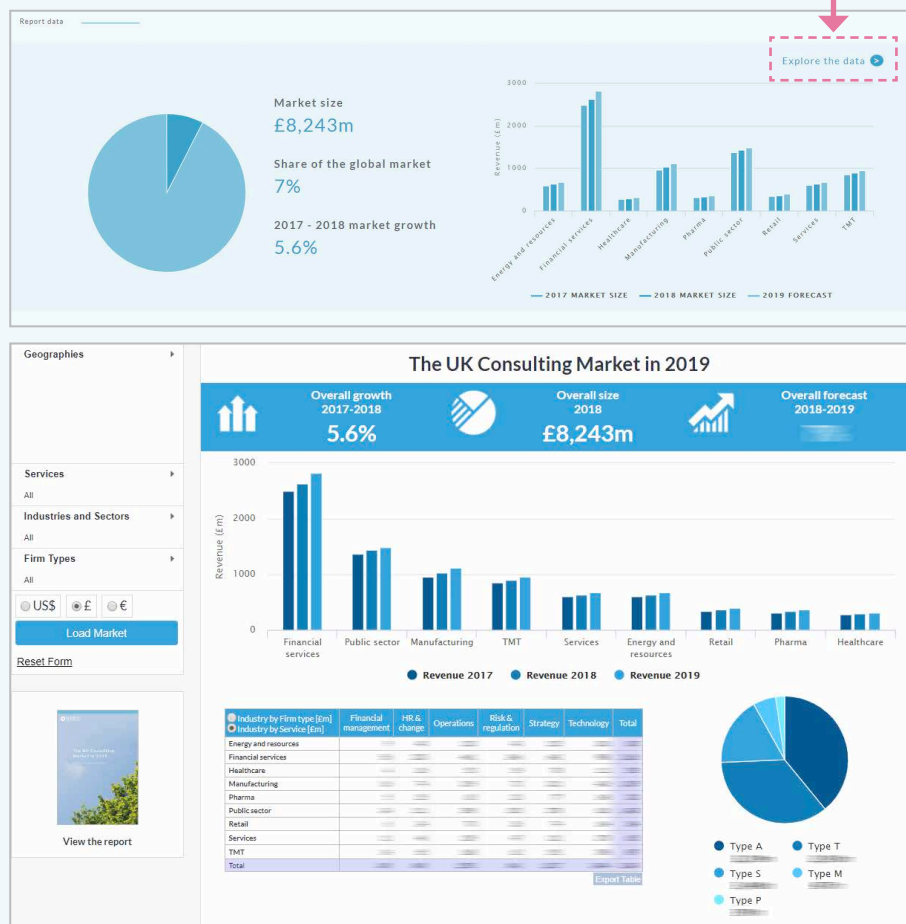 Report data
Explore the data
Market size
£8,243m
Share of the global market
7%
2017 - 2018 market growth
5.6%
3000
2000
1000
0
Revenue (£m)
Energy and resources
Financial services
Healthcare
Manufacturing
Pharma
Public sector
Retail
Services
TMT
2017 MARKET SIZE 2018 MARKET SIZE 2019 FORECAST
Geographies
Services
All
Industries and Sectors
All
Firm Types
All
US$ £ €
Load Market
Reset Form
The UK Consulting
Market in 2019
View the report
The UK Consulting Market in 2019
Overall growth
2017-2018
5.6%
Overall size
2018
£8,243m
Overall forecast
2018-2019
3000
2000
1000
0
Revenue (£m)
Financial
services
Public sector
Manufacturing
TMT
Services
Energy and
resources
Retail
Pharma
Healthcare
Revenue 2017 Revenue 2018 Revenue 2019
Industry by Firm type [£m]
Industry by Service [£m]
Financial
management
HR &
change
Operations
Risk &
regulation
Strategy
Technology
Total
Energy and resources
Financial services
Healthcare
Manufacturing
Pharma
Public sector
Retail
Services
TMT
Total
Export Table
Type A Type T
Type S Type M
Type P